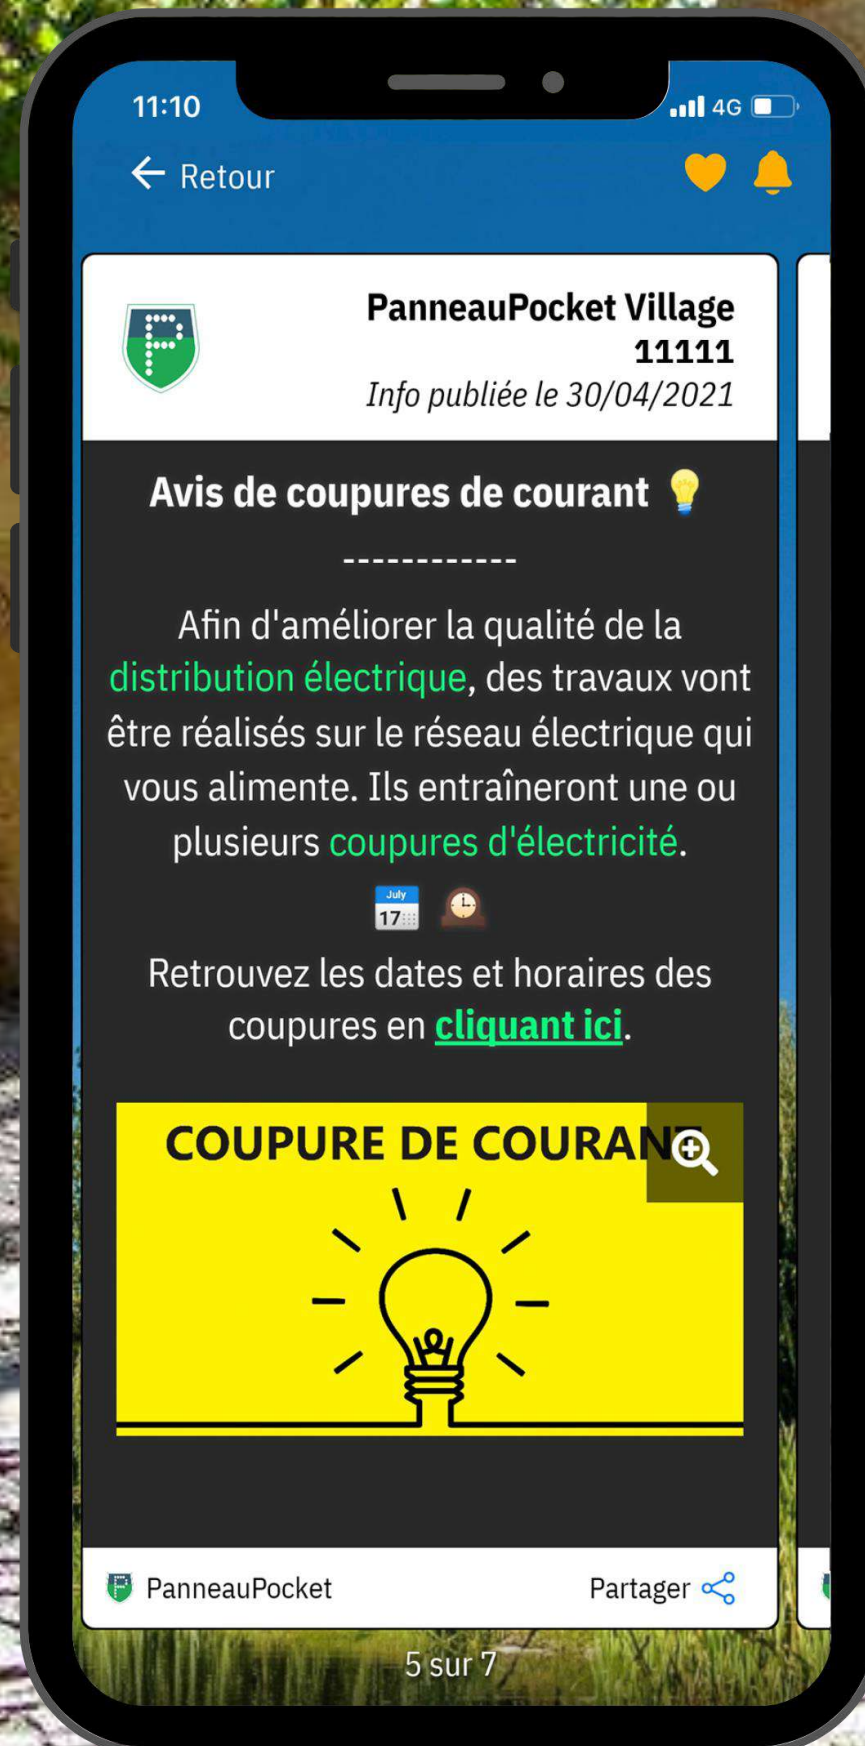 11:10
4G
← Retour
PanneauPocket Village
11111
Info publiée le 30/04/2021
Avis de coupures de courant 💡
------------
Afin d'améliorer la qualité de la
distribution électrique, des travaux vont
être réalisés sur le réseau électrique qui
vous alimente. Ils entraîneront une ou
plusieurs coupures d'électricité.
July
17
Retrouvez les dates et horaires des
coupures en cliquant ici.
COUPURE DE COURANT
PanneauPocket
Partager
5 sur 7